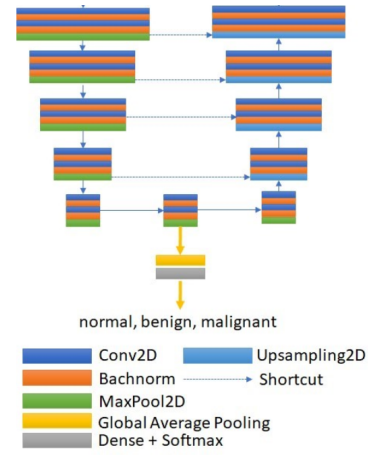 normal, benign, malignant
Conv2D Upsampling2D
Bachnorm Shortcut
MaxPool2D
Global Average Pooling
Dense + Softmax